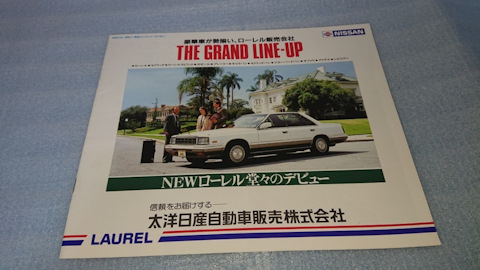 豪華車が勢揃い、ローレル販売会社
NISSAN
THE GRAND LINE-UP
NEWローレル堂々のデビュー
信頼をお届けする——
太洋日産自動車販売株式会社
LAUREL